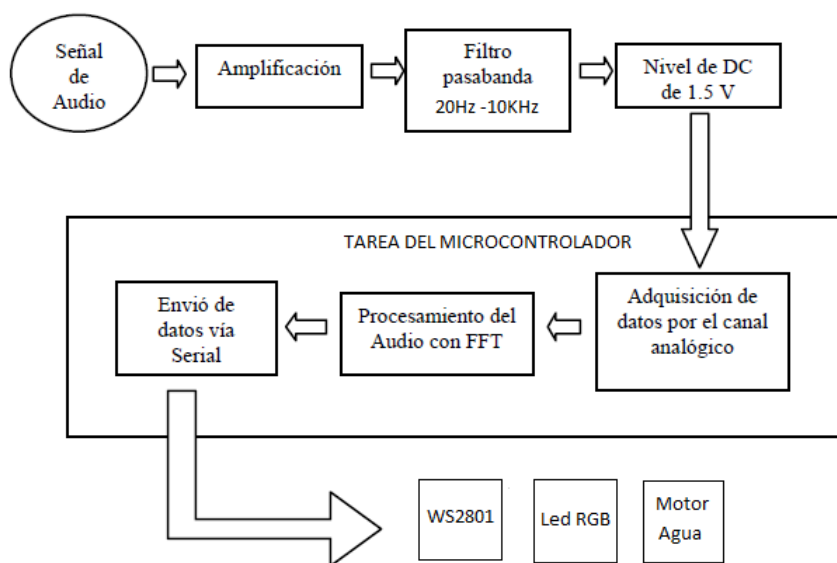 Señal
de
Audio
Amplificación
Filtro
pasabanda
20Hz -10KHz
Nivel de DC
de 1.5 V
TAREA DEL MICROCONTROLADOR
Adquisición de
datos por el canal
analógico
Procesamiento del
Audio con FFT
Envió de
datos vía
Serial
WS2801
Led RGB
Motor
Agua